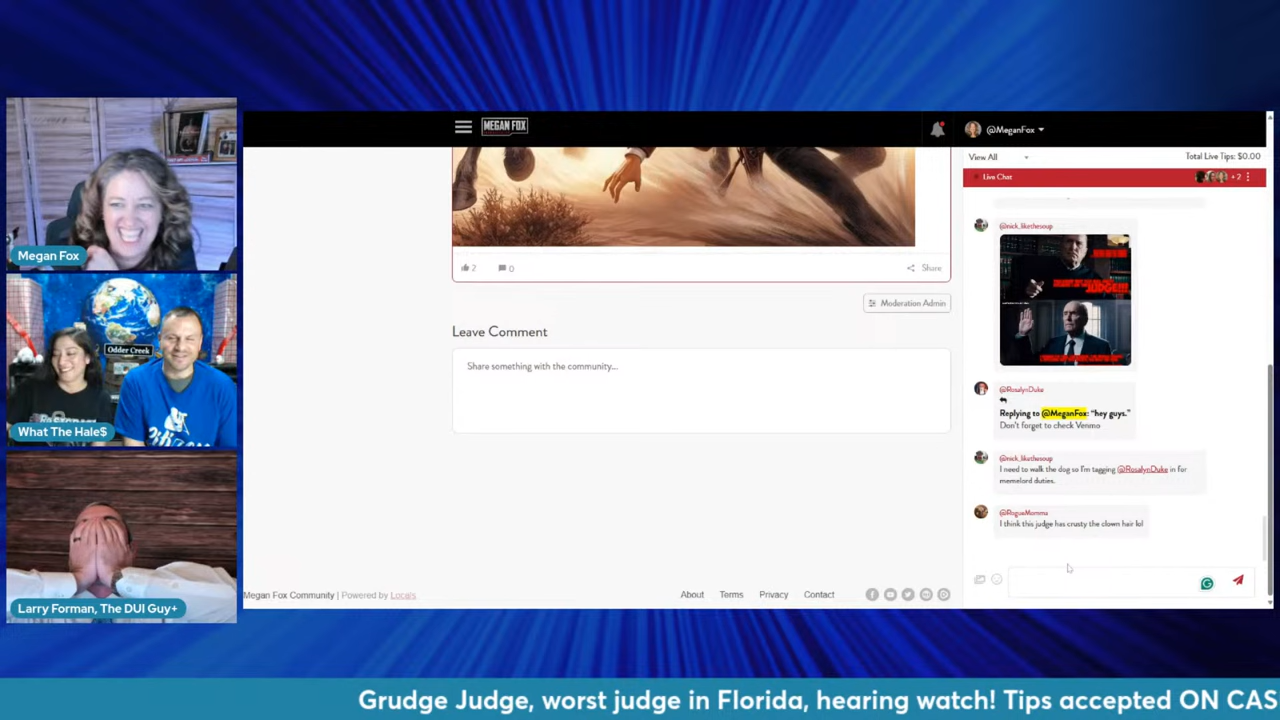 MEGAN FOX
@MeganFox
View All
Total Live Tips: $0.00
Live Chat
+ 2
@nick_likethesoup
JUDGE!!!
Megan Fox
2
0
Share
Moderation Admin
Leave Comment
Share something with the community...
@RosalynDuke
Replying to @MeganFox: "hey guys."
Don't forget to check Venmo
Odder Creek
What The Hale$
@nick_likethesoup
I need to walk the dog so I'm tagging @RosalynDuke in for
memelord duties.
@RogueMomma
I think this judge has crusty the clown hair lol
Larry Forman, The DUI Guy+
Megan Fox Community | Powered by Locals
About
Terms
Privacy
Contact
Grudge Judge, worst judge in Florida, hearing watch! Tips accepted ON CAS